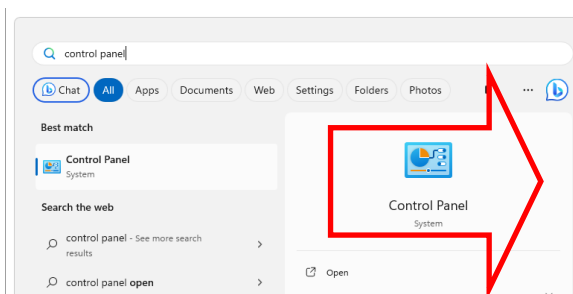 control panel
Chat All Apps Documents Web Settings Folders Photos ...
Best match
Control Panel
System
Search the web
control panel - See more search
results
control panel open
Control Panel
System
Open